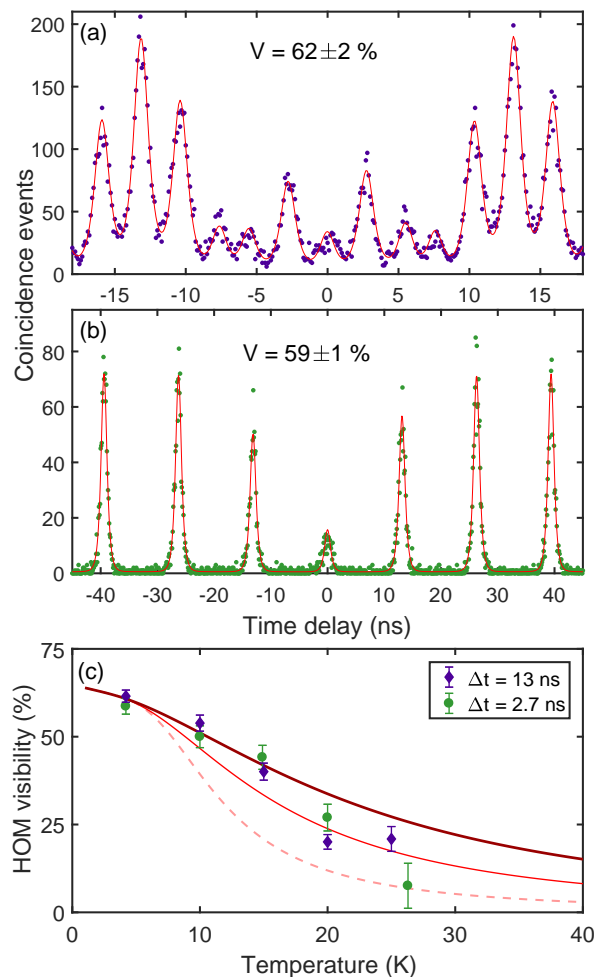 (a)
V = 62±2 %
200
150
100
50
0
-15 -10 -5 0 5 10 15
Coincidence events
(b)
V = 59±1 %
80
60
40
20
0
-40 -30 -20 -10 0 10 20 30 40
Time delay (ns)
(c)
Δt = 13 ns
Δt = 2.7 ns
75
50
25
0
HOM visibility (%)
0 10 20 30 40
Temperature (K)